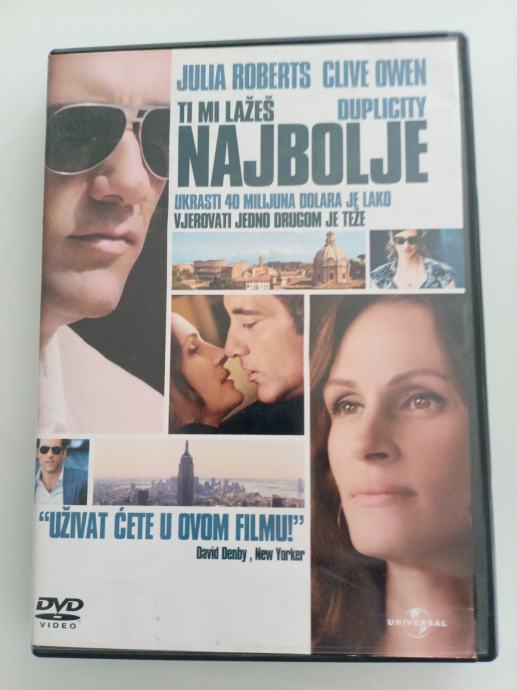 JULIA ROBERTS CLIVE OWEN
TI MI LAŽEŠ DUPLICITY
NAJBOLJE
UKRASTI 40 MILIJUNA DOLARA JE LAKO
VJEROVATI JEDNO DRUGOM JE TEŽE
"UŽIVAT ĆETE U OVOM FILMU!"
David Denby, New Yorker
DVD
VIDEO
UNIVERSAL